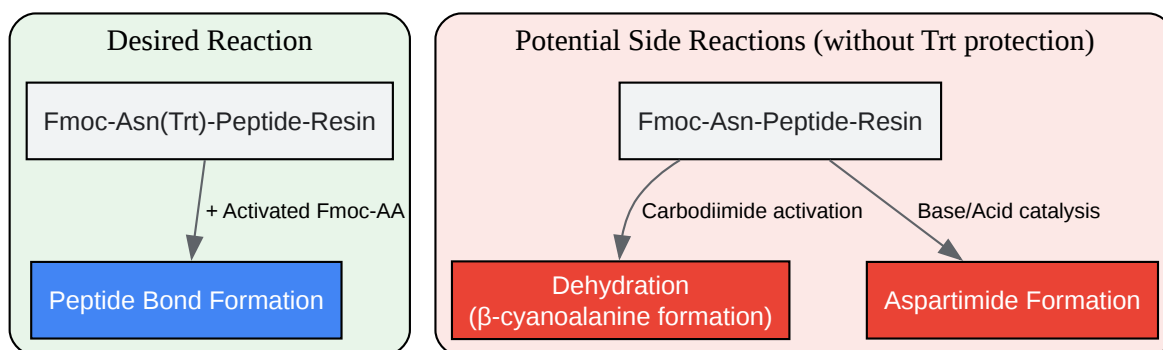 Desired Reaction
Fmoc-Asn(Trt)-Peptide-Resin
+ Activated Fmoc-AA
Peptide Bond Formation
Potential Side Reactions (without Trt protection)
Fmoc-Asn-Peptide-Resin
Carbodiimide activation
Base/Acid catalysis
Dehydration
(β-cyanoalanine formation)
Aspartimide Formation